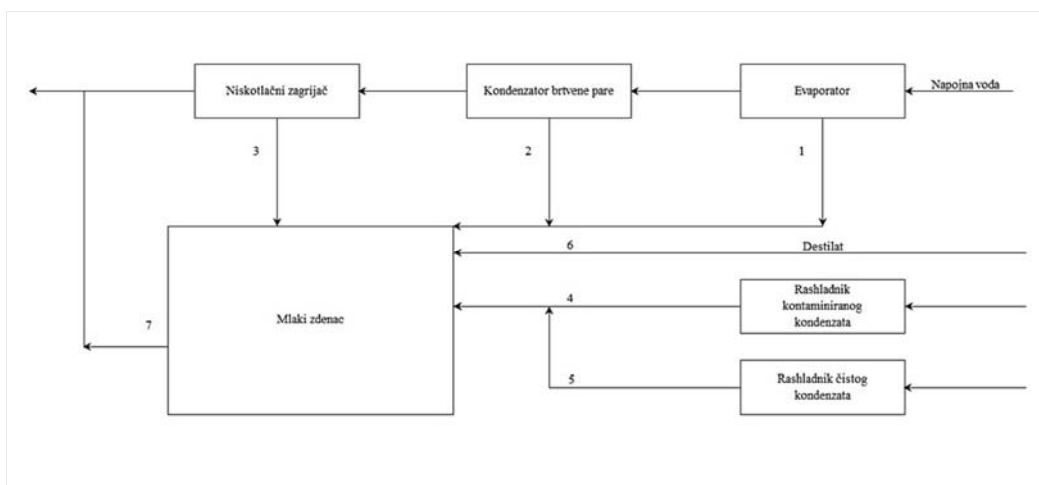 Niskotlačni zagrijač
Kondenzator brtvene pare
Evaporator
Napojna voda
3
2
1
6
Destilat
Mlaki zdenac
4
Rashladnik
kontaminiranog
kondenzata
7
5
Rashladnik čistog
kondenzata